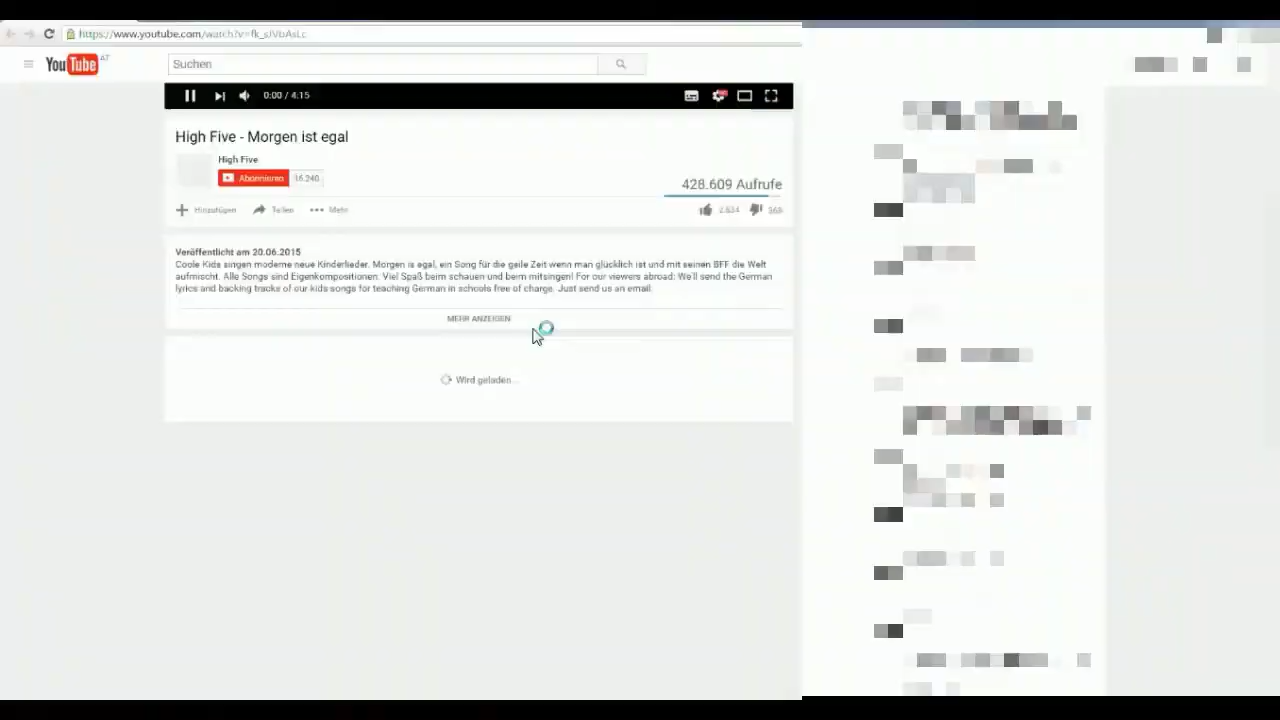 https://www.youtube.com/watch?v=fk_sJVbAsLc
YouTube AT
Suchen
0:00 / 4:15
High Five - Morgen ist egal
High Five
Abonnieren 16.240
428.609 Aufrufe
Hinzufügen Teilen Mehr
2.634 368
Veröffentlicht am 20.06.2015
Coole Kids singen moderne neue Kinderlieder. Morgen is egal, ein Song für die geile Zeit wenn man glücklich ist und mit seinen BFF die Welt
aufmischt. Alle Songs sind Eigenkompositionen. Viel Spaß beim schauen und beim mitsingen! For our viewers abroad: We'll send the German
lyrics and backing tracks of our kids songs for teaching German in schools free of charge. Just send us an email.
MEHR ANZEIGEN
Wird geladen...